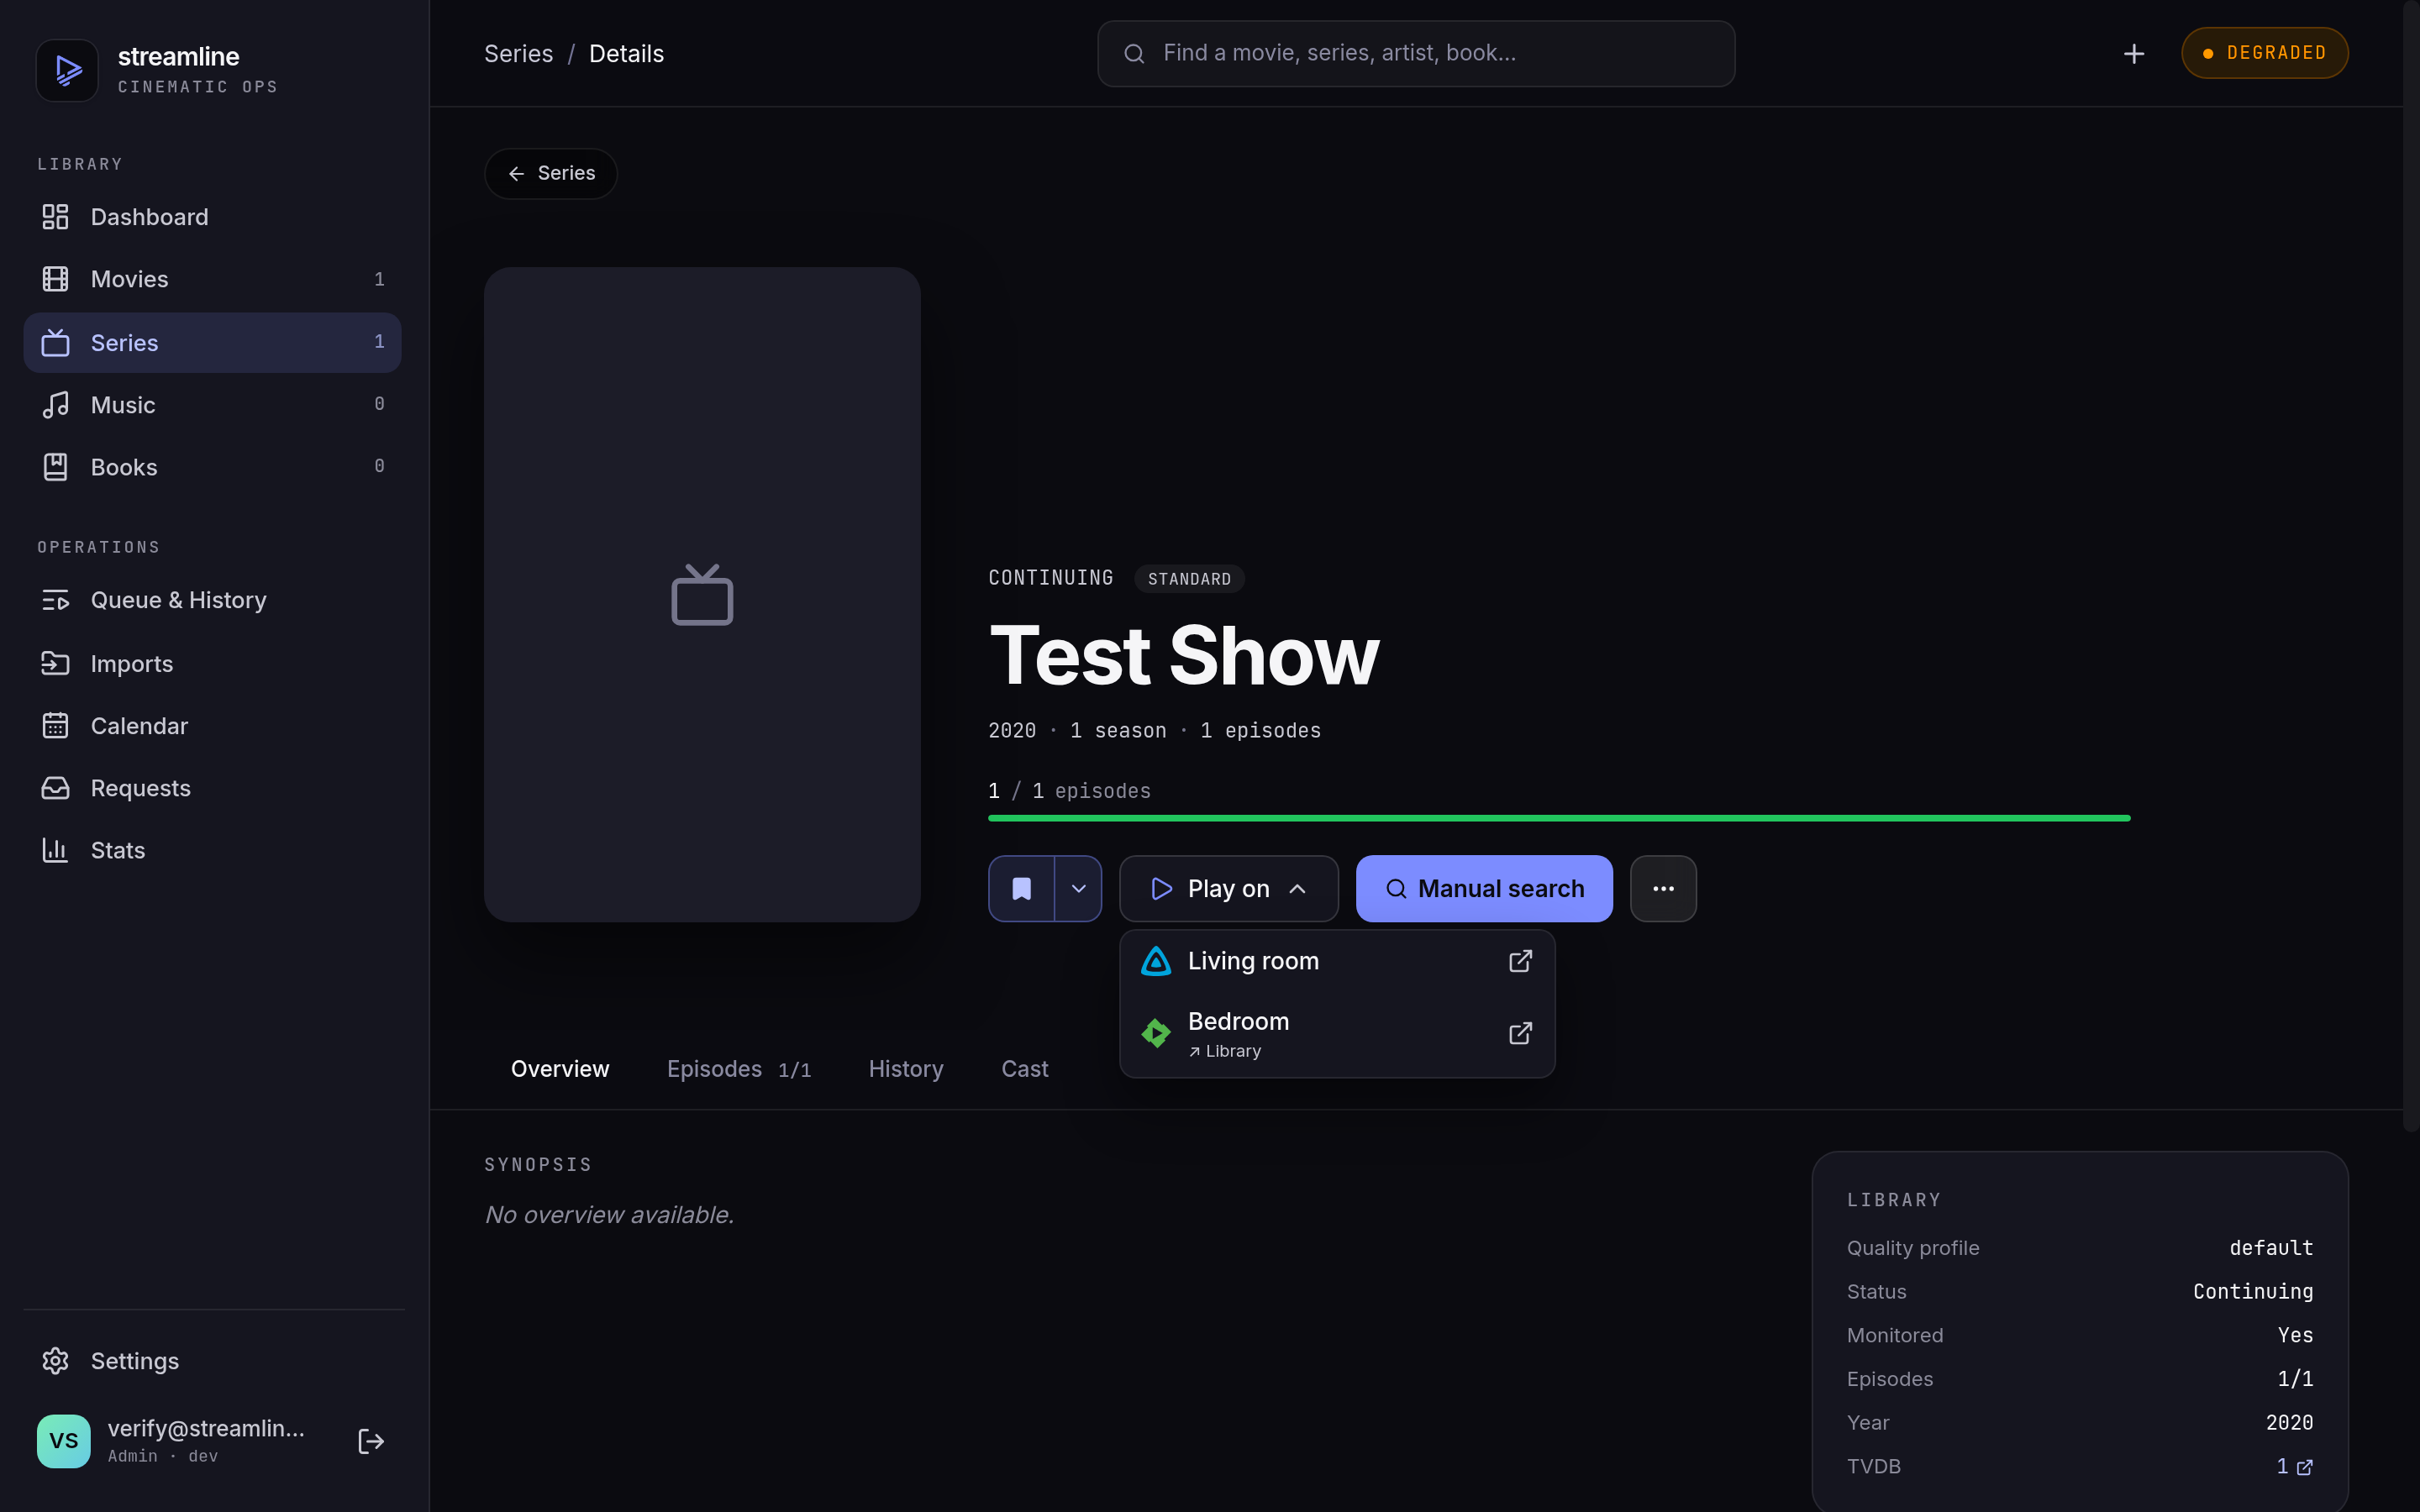 streamline
CINEMATIC OPS
LIBRARY
Dashboard
Movies 1
Series 1
Music 0
Books 0
OPERATIONS
Queue & History
Imports
Calendar
Requests
Stats
Settings
VS
verify@streamlin...
Admin · dev
Series / Details
Find a movie, series, artist, book...
DEGRADED
Series
CONTINUING STANDARD
Test Show
2020 · 1 season · 1 episodes
1 / 1 episodes
Play on
Manual search
Living room
Bedroom
Library
Overview Episodes 1/1 History Cast
SYNOPSIS
No overview available.
LIBRARY
Quality profile default
Status Continuing
Monitored Yes
Episodes 1/1
Year 2020
TVDB 1